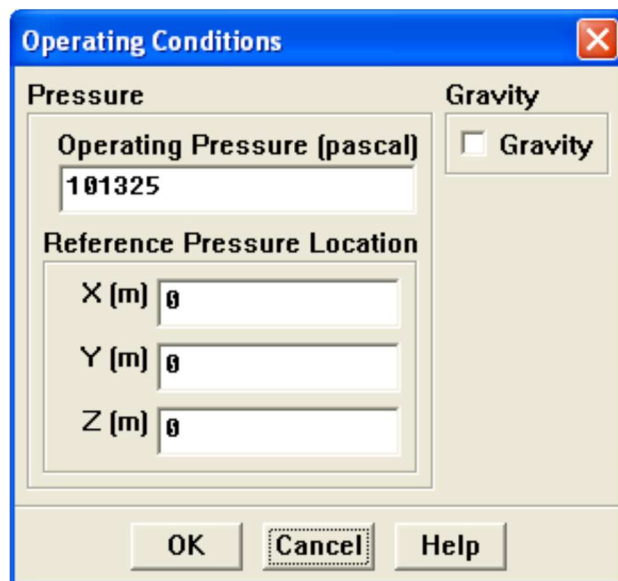 Operating Conditions
Pressure
Operating Pressure (pascal)
101325
Reference Pressure Location
X (m) 0
Y (m) 0
Z (m) 0
Gravity
Gravity
OK Cancel Help